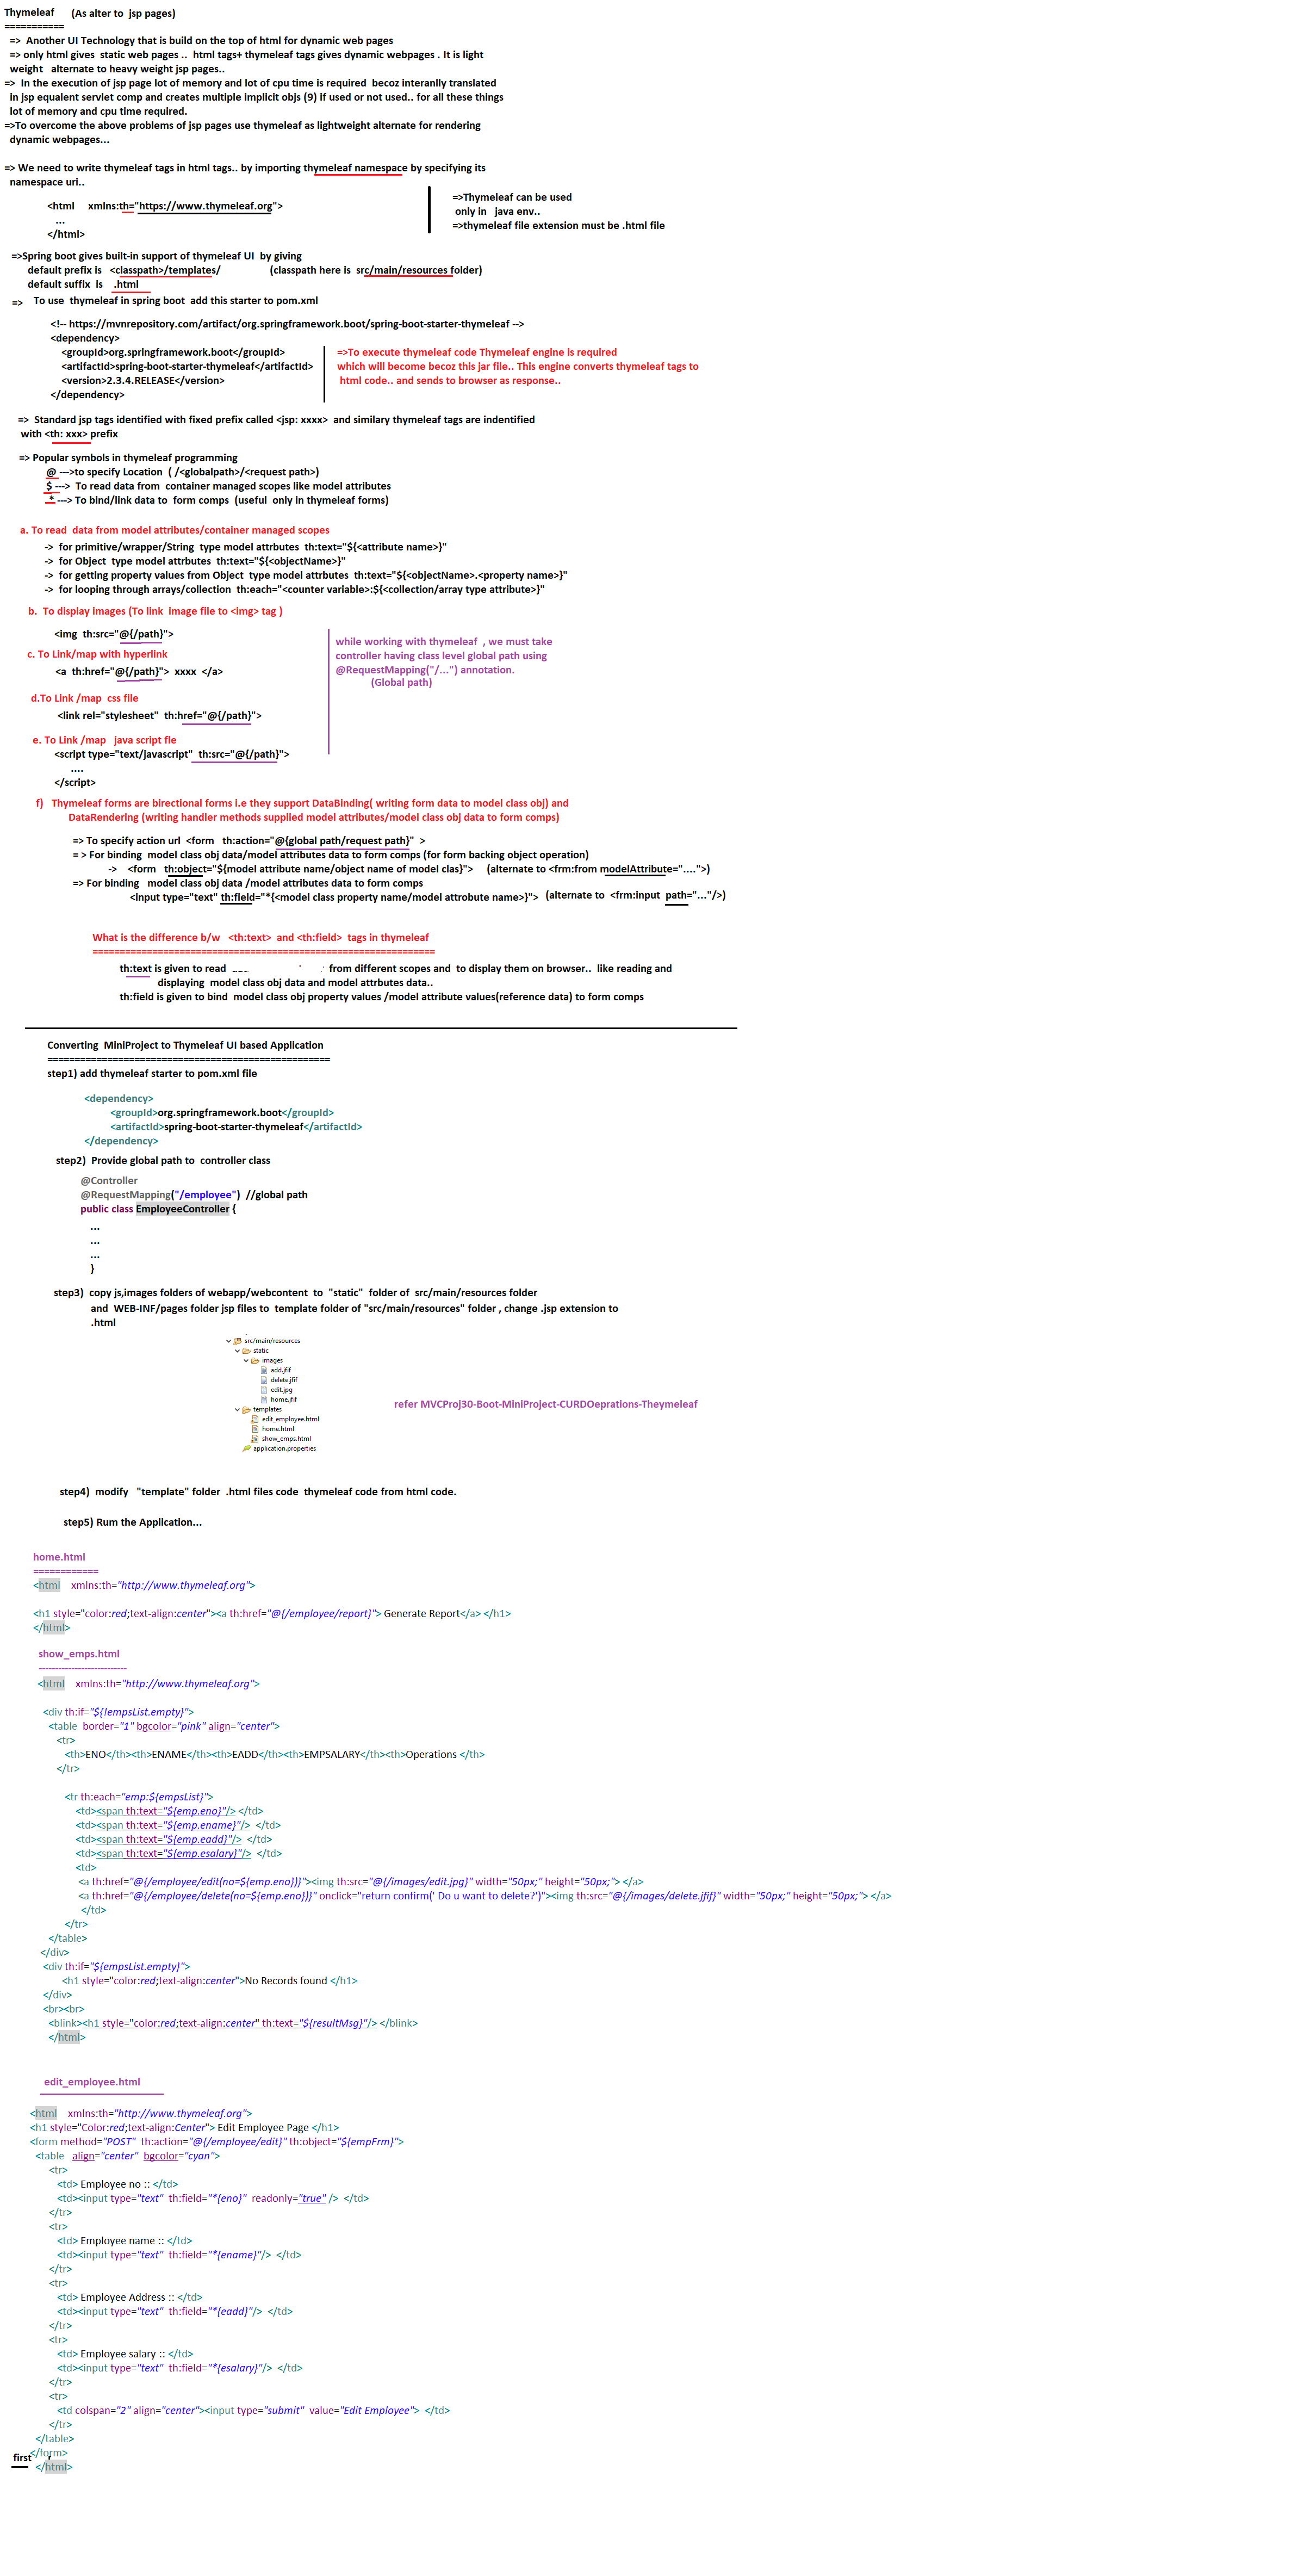 Thymeleaf (As alter to jsp pages)
===========
=> Another UI Technology that is build on the top of html for dynamic web pages
=> only html gives static web pages .. html tags+ thymeleaf tags gives dynamic webpages . It is light
weight alternate to heavy weight jsp pages..
=> In the execution of jsp page lot of memory and lot of cpu time is required becoz interanlly translated
in jsp equalent servlet comp and creates multiple implicit objs (9) if used or not used.. for all these things
lot of memory and cpu time required.
=>To overcome the above problems of jsp pages use thymeleaf as lightweight alternate for rendering
dynamic webpages...
=> We need to write thymeleaf tags in html tags.. by importing thymeleaf namespace by specifying its
namespace uri..
<html xmlns:th="https://www.thymeleaf.org">
...
</html>
=>Thymeleaf can be used
only in java env..
=>thymeleaf file extension must be .html file
=>Spring boot gives built-in support of thymeleaf UI by giving
default prefix is <classpath>/templates/ (classpath here is src/main/resources folder)
default suffix is .html
=> To use thymeleaf in spring boot add this starter to pom.xml
<!-- https://mvnrepository.com/artifact/org.springframework.boot/spring-boot-starter-thymeleaf -->
<dependency>
<groupId>org.springframework.boot</groupId>
<artifactId>spring-boot-starter-thymeleaf</artifactId>
<version>2.3.4.RELEASE</version>
</dependency>
=>To execute thymeleaf code Thymeleaf engine is required
which will become becoz this jar file.. This engine converts thymeleaf tags to
html code.. and sends to browser as response..
=> Standard jsp tags identified with fixed prefix called <jsp: xxxx> and similary thymeleaf tags are indentified
with <th: xxx> prefix
=> Popular symbols in thymeleaf programming
@ --->to specify Location ( /<globalpath>/<request path>)
$ ---> To read data from container managed scopes like model attributes
* ---> To bind/link data to form comps (useful only in thymeleaf forms)
a. To read data from model attributes/container managed scopes
-> for primitive/wrapper/String type model attrbutes th:text="${<attribute name>}"
-> for Object type model attrbutes th:text="${<objectName>}"
-> for getting property values from Object type model attrbutes th:text="${<objectName>.<property name>}"
-> for looping through arrays/collection th:each="<counter variable>:${<collection/array type attribute>}"
b. To display images (To link image file to <img> tag )
<img th:src="@{/path}">
c. To Link/map with hyperlink
<a th:href="@{/path}"> xxxx </a>
d.To Link /map css file
<link rel="stylesheet" th:href="@{/path}">
e. To Link /map java script fle
<script type="text/javascript" th:src="@{/path}">
....
</script>
while working with thymeleaf , we must take
controller having class level global path using
@RequestMapping("/...") annotation.
(Global path)
f) Thymeleaf forms are birectional forms i.e they support DataBinding( writing form data to model class obj) and
DataRendering (writing handler methods supplied model attributes/model class obj data to form comps)
=> To specify action url <form th:action="@{global path/request path}" >
= > For binding model class obj data/model attributes data to form comps (for form backing object operation)
-> <form th:object="${model attribute name/object name of model clas}"> (alternate to <frm:from modelAttribute="....">)
=> For binding model class obj data /model attributes data to form comps
<input type="text" th:field="*{<model class property name/model attrobute name>}"> (alternate to <frm:input path="..."/>)
What is the difference b/w <th:text> and <th:field> tags in thymeleaf
================================================================
th:text is given to read from different scopes and to display them on browser.. like reading and
displaying model class obj data and model attrbutes data..
th:field is given to bind model class obj property values /model attribute values(reference data) to form comps
Converting MiniProject to Thymeleaf UI based Application
====================================================
step1) add thymeleaf starter to pom.xml file
<dependency>
<groupId>org.springframework.boot</groupId>
<artifactId>spring-boot-starter-thymeleaf</artifactId>
</dependency>
step2) Provide global path to controller class
@Controller
@RequestMapping("/employee") //global path
public class EmployeeController {
...
...
...
}
step3) copy js,images folders of webapp/webcontent to "static" folder of src/main/resources folder
and WEB-INF/pages folder jsp files to template folder of "src/main/resources" folder , change .jsp extension to
.html
src/main/resources
static
images
add.jfif
delete.jfif
edit.jpg
home.jfif
templates
edit_employee.html
home.html
show_emps.html
application.properties
refer MVCProj30-Boot-MiniProject-CURDOeprations-Theymeleaf
step4) modify "template" folder .html files code thymeleaf code from html code.
step5) Rum the Application...
home.html
============
<html xmlns:th="http://www.thymeleaf.org">
<h1 style="color:red;text-align:center"><a th:href="@{/employee/report}"> Generate Report</a> </h1>
</html>
show_emps.html
---------------------------
<html xmlns:th="http://www.thymeleaf.org">
<div th:if="${!empsList.empty}">
<table border="1" bgcolor="pink" align="center">
<tr>
<th>ENO</th><th>ENAME</th><th>EADD</th><th>EMPSALARY</th><th>Operations </th>
</tr>
<tr th:each="emp:${empsList}">
<td><span th:text="${emp.eno}"/> </td>
<td><span th:text="${emp.ename}"/> </td>
<td><span th:text="${emp.eadd}"/> </td>
<td><span th:text="${emp.esalary}"/> </td>
<td>
<a th:href="@{/employee/edit(no=${emp.eno})}"><img th:src="@{/images/edit.jpg}" width="50px;" height="50px;"> </a>
<a th:href="@{/employee/delete(no=${emp.eno})}" onclick="return confirm(' Do u want to delete?')"><img th:src="@{/images/delete.jfif}" width="50px;" height="50px;"> </a>
</td>
</tr>
</table>
</div>
<div th:if="${empsList.empty}">
<h1 style="color:red;text-align:center">No Records found </h1>
</div>
<br><br>
<blink><h1 style="color:red;text-align:center" th:text="${resultMsg}"/> </blink>
</html>
edit_employee.html
<html xmlns:th="http://www.thymeleaf.org">
<h1 style="Color:red;text-align:Center"> Edit Employee Page </h1>
<form method="POST" th:action="@{/employee/edit}" th:object="${empFrm}">
<table align="center" bgcolor="cyan">
<tr>
<td> Employee no :: </td>
<td><input type="text" th:field="*{eno}" readonly="true" /> </td>
</tr>
<tr>
<td> Employee name :: </td>
<td><input type="text" th:field="*{ename}"/> </td>
</tr>
<tr>
<td> Employee Address :: </td>
<td><input type="text" th:field="*{eadd}"/> </td>
</tr>
<tr>
<td> Employee salary :: </td>
<td><input type="text" th:field="*{esalary}"/> </td>
</tr>
<tr>
<td colspan="2" align="center"><input type="submit" value="Edit Employee"> </td>
</tr>
</table>
</form>
first
</html>